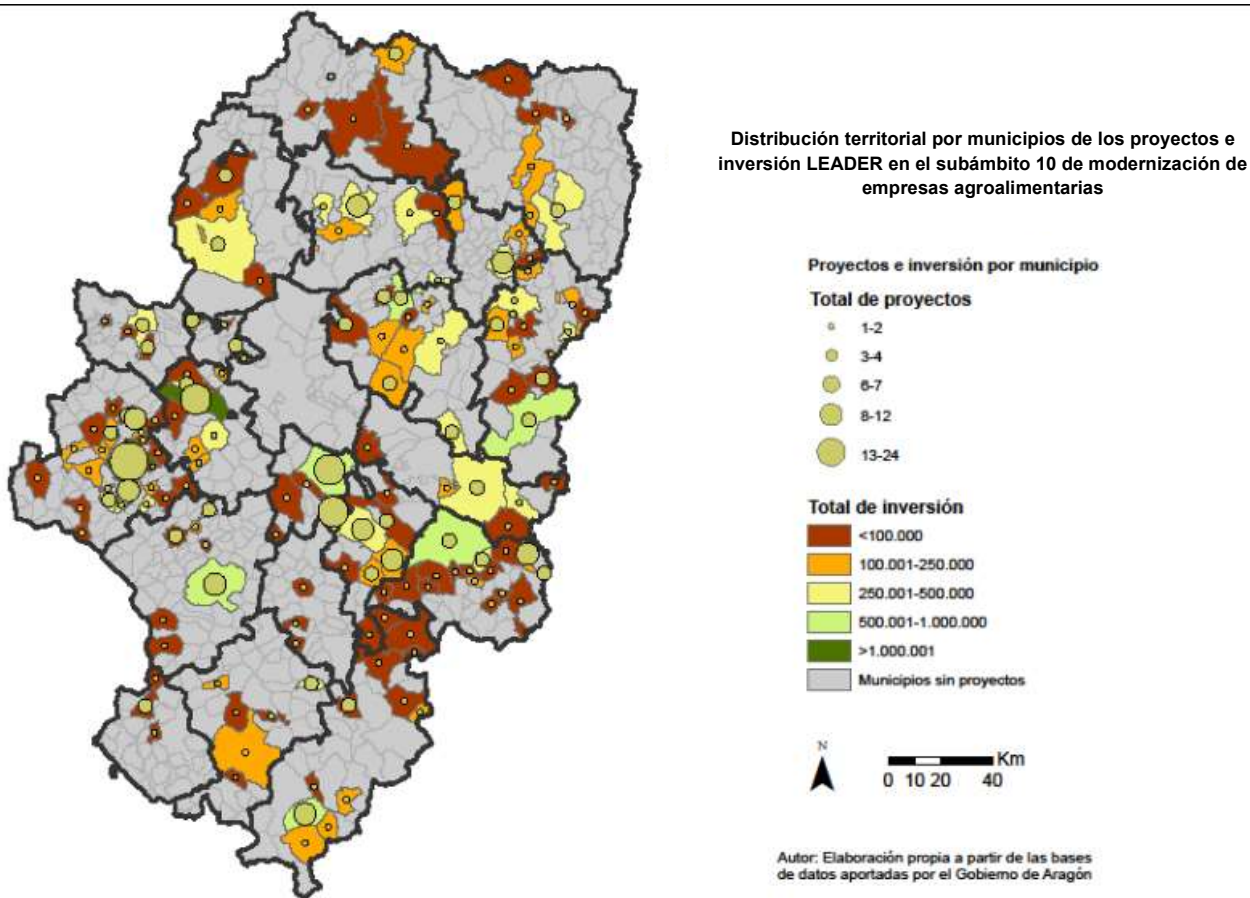 Distribución territorial por municipios de los proyectos e
inversión LEADER en el subámbito 10 de modernización de
empresas agroalimentarias
Proyectos e inversión por municipio
Total de proyectos
1-2
3-4
6-7
8-12
13-24
Total de inversión
<100.000
100.001-250.000
250.001-500.000
500.001-1.000.000
>1.000.001
Municipios sin proyectos
N
Km
0 10 20 40
Autor: Elaboración propia a partir de las bases
de datos aportadas por el Gobierno de Aragón